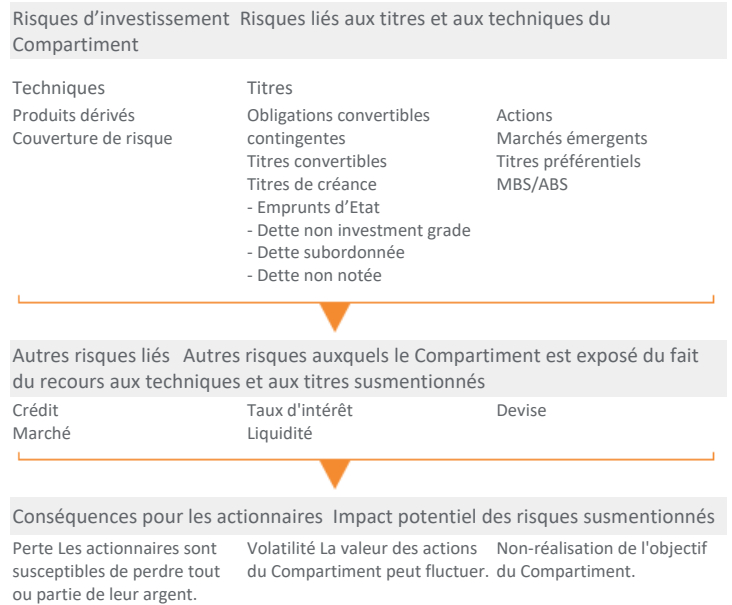 Risques d’investissement Risques liés aux titres et aux techniques du
Compartiment
Techniques
Produits dérivés
Couverture de risque
Titres
Obligations convertibles
contingentes
Titres convertibles
Titres de créance
- Emprunts d’Etat
- Dette non investment grade
- Dette subordonnée
- Dette non notée
Actions
Marchés émergents
Titres préférentiels
MBS/ABS
Autres risques liés Autres risques auxquels le Compartiment est exposé du fait
du recours aux techniques et aux titres susmentionnés
Crédit
Marché
Taux d'intérêt
Liquidité
Devise
Conséquences pour les actionnaires Impact potentiel des risques susmentionnés
Perte Les actionnaires sont
susceptibles de perdre tout
ou partie de leur argent.
Volatilité La valeur des actions
du Compartiment peut fluctuer.
Non-réalisation de l'objectif
du Compartiment.